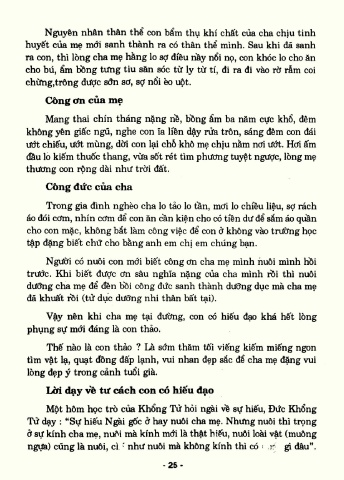 Nguyên nhân thân thể con bẩm thụ khí chất của cha chịu tinh
huyết của mẹ mới sanh thành ra có thân thể mình. Sau khi đã sanh
ra con, thì lòng cha mẹ hằng lo sợ điều nầy nổi nọ, con khóc lo cho ăn
cho bú, ẩm bồng tưng tiu săn sóc từ ly từ tí, đi ra đi vào rờ rẫm coi
chừng,trông được sởn sơ, sợ nổi èo uột.
Công ơn của mẹ
Mang thai chín tháng nặng nề, bồng ẩm ba năm cực khổ, đêm
không yên giấc ngủ, nghe con ỉa liền dậy rửa trôn, sáng đêm con đái
ướt chiếu, ướt mùng, dời con lại chỗ khô mẹ chịu nằm nơi ướt. Hơi ấm
đầu lo kiếm thuốc thang, vừa sốt rét tìm phương tuyệt ngược, lòng mẹ
thương con rộng dài như trời đất.
Công đức của cha
Trong gia đình nghèo cha lo tảo lo tần, mơi lo chiều liệu, sợ rách
áo đói cơm, nhịn cơm để con ăn cần kiệm cho có tiền dư để sắm áo quần
cho con mặc, không bắt làm công việc để con ở không vào trường học
tập đặng biết chữ cho bằng anh em chị em chúng bạn.
Người có nuôi con mới biết công ơn cha mẹ mình nuôi mình hồi
trước. Khi biết được ơn sâu nghĩa nặng của cha mình rồi thì nuôi
dưỡng cha mẹ để đền bồi công đức sanh thành dưỡng dục mà cha mẹ
đã khuất rồi (tử dục dưỡng nhi thân bất tại).
Vậy nên khi cha mẹ tại đường, con có hiếu đạo khá hết lòng
phụng sự mới đáng là con thảo.
Thế nào là con thảo ? Là sớm thăm tối viếng kiếm miếng ngon
tìm vật lạ, quạt đồng đắp lạnh, vui nhan đẹp sắc để cha mẹ đặng vui
lòng đẹp ý trong cảnh tuổi già.
Lời dạy về tư cách con có hiếu đạo
Một hôm học trò của Khổng Tử hỏi ngài về sự hiếu, Đức Khổng
Tử dạy : “Sự hiếu Ngài gốc ở hay nuôi cha mẹ. Nhưng nuôi thì trọng
ở sự kính cha mẹ, nuôi mà kính mới là thật hiếu, nuôi loài vật (muông
ngựa) cũng là nuôi, như nuôi mà không kính thì có gì đâu”.
- 25 -